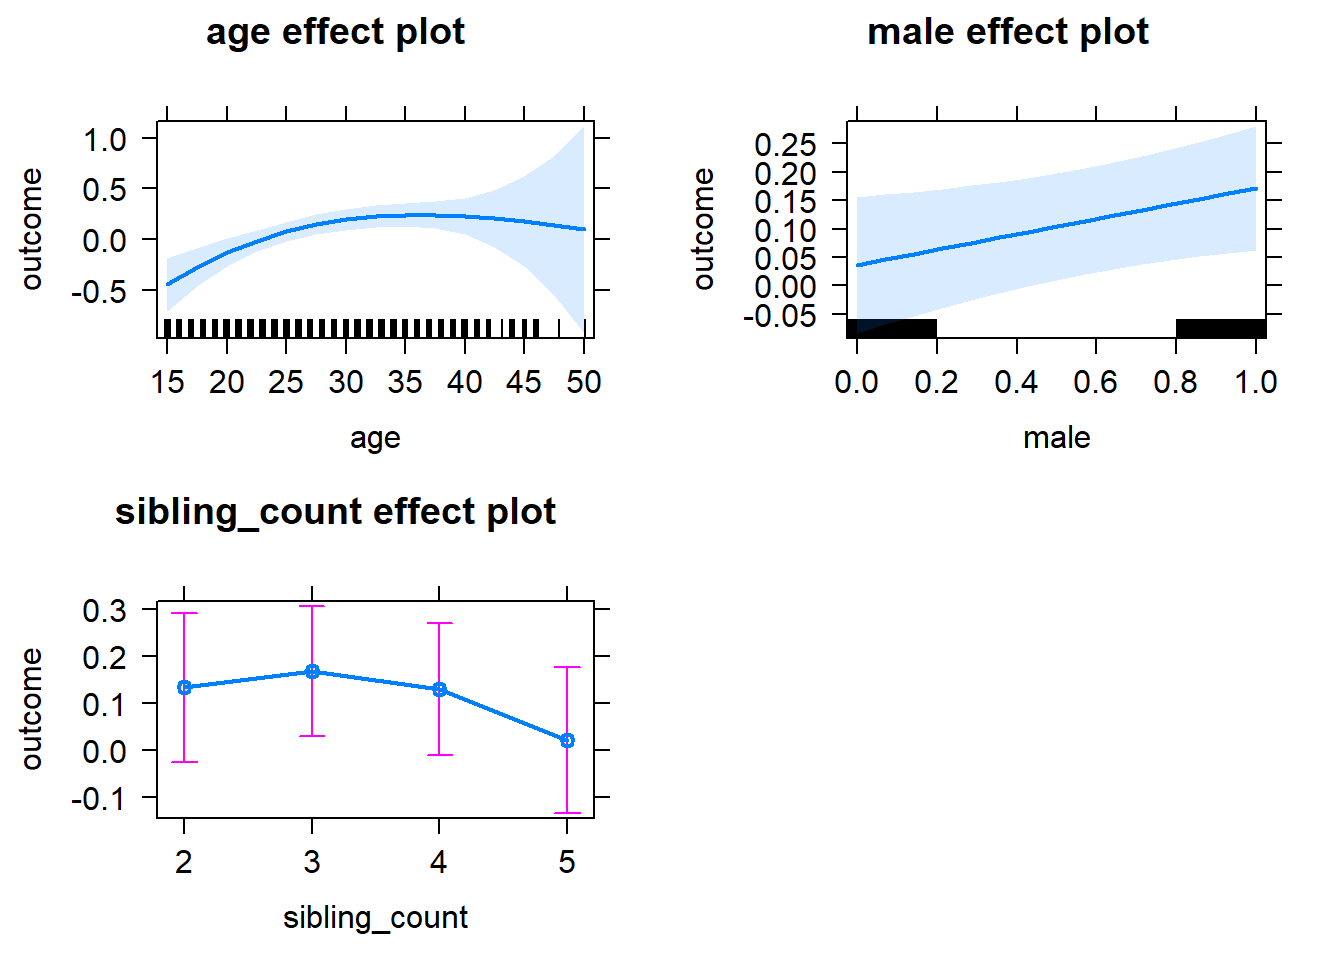 age effect plot
outcome
1.0
0.5
0.0
-0.5
15 20 25 30 35 40 45 50
age
male effect plot
outcome
0.25
0.20
0.15
0.10
0.05
0.00
-0.05
0.0 0.2 0.4 0.6 0.8 1.0
male
sibling_count effect plot
outcome
0.3
0.2
0.1
0.0
-0.1
2 3 4 5
sibling_count